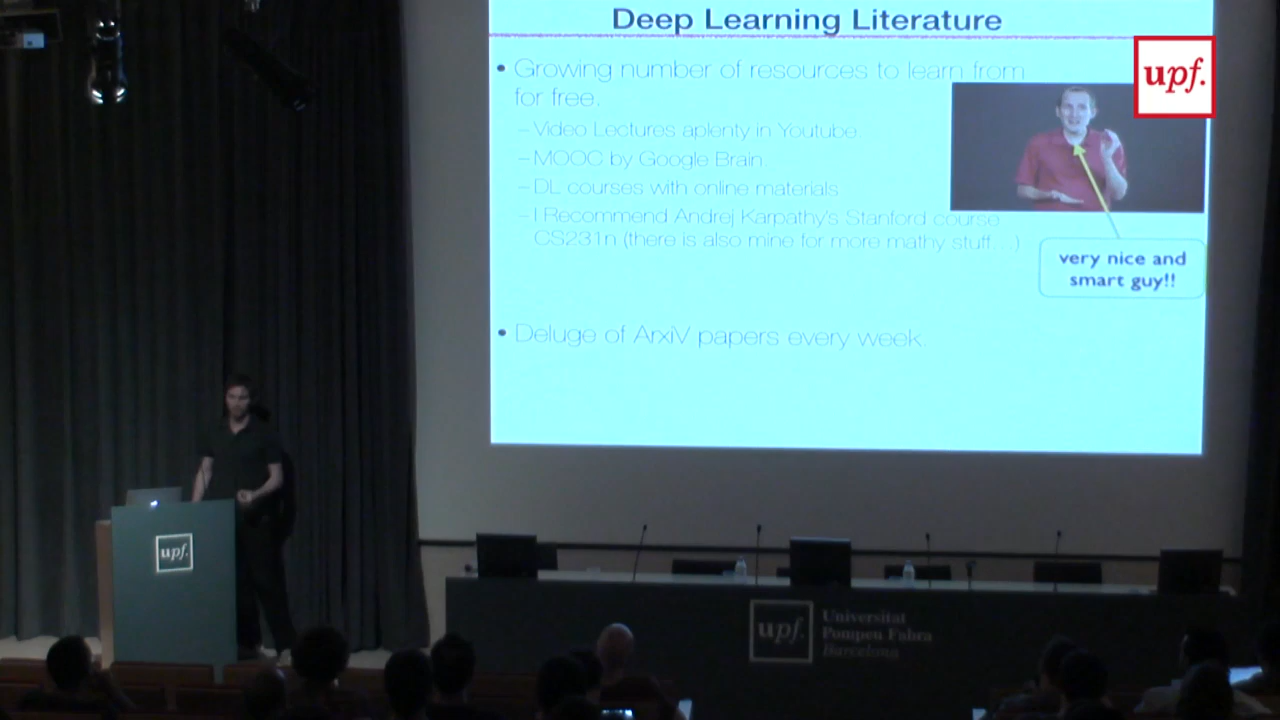 Deep Learning Literature
upf.
• Growing number of resources to learn from
for free.
– Video Lectures aplenty in Youtube.
– MOOC by Google Brain.
– DL courses with online materials
– I Recommend Andrej Karpathy's Stanford course
CS231n (there is also mine for more mathy stuff...)
very nice and
smart guy!!
• Deluge of ArxiV papers every week.
upf.
upf.
Universitat
Pompeu Fabra
Barcelona